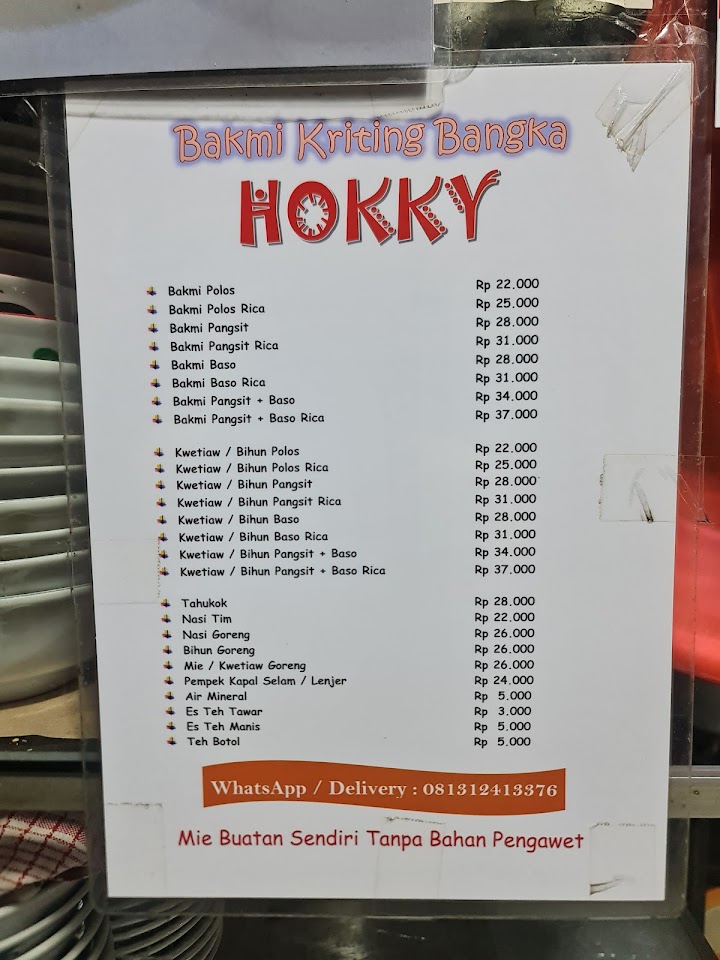 Bakmi Kriting Bangka
HOKKY
Bakmi Polos Rp 22.000
Bakmi Polos Rica Rp 25.000
Bakmi Pangsit Rp 28.000
Bakmi Pangsit Rica Rp 31.000
Bakmi Baso Rp 28.000
Bakmi Baso Rica Rp 31.000
Bakmi Pangsit + Baso Rp 34.000
Bakmi Pangsit + Baso Rica Rp 37.000
Kwetiaw / Bihun Polos Rp 22.000
Kwetiaw / Bihun Polos Rica Rp 25.000
Kwetiaw / Bihun Pangsit Rp 28.000
Kwetiaw / Bihun Pangsit Rica Rp 31.000
Kwetiaw / Bihun Baso Rp 28.000
Kwetiaw / Bihun Baso Rica Rp 31.000
Kwetiaw / Bihun Pangsit + Baso Rp 34.000
Kwetiaw / Bihun Pangsit + Baso Rica Rp 37.000
Tahukok Rp 28.000
Nasi Tim Rp 22.000
Nasi Goreng Rp 26.000
Bihun Goreng Rp 26.000
Mie / Kwetiaw Goreng Rp 26.000
Pempek Kapal Selam / Lenjer Rp 24.000
Air Mineral Rp 5.000
Es Teh Tawar Rp 3.000
Es Teh Manis Rp 5.000
Teh Botol Rp 5.000
WhatsApp / Delivery : 081312413376
Mie Buatan Sendiri Tanpa Bahan Pengawet